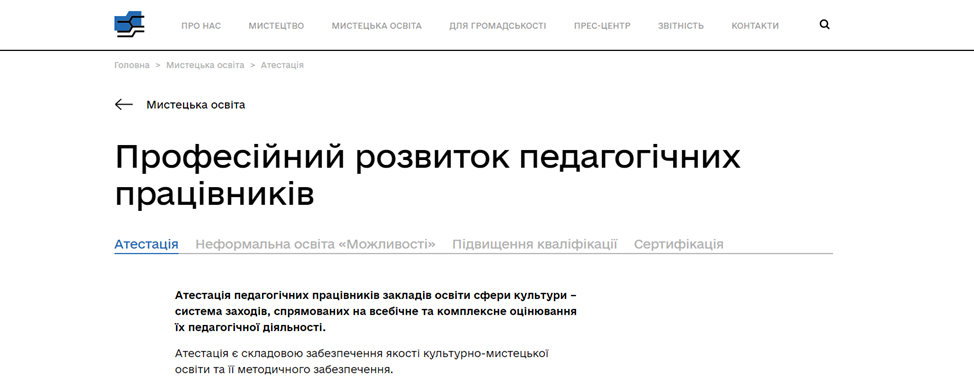 ПРО НАС МИСТЕЦТВО МИСТЕЦЬКА ОСВІТА ДЛЯ ГРОМАДСЬКОСТІ ПРЕС-ЦЕНТР ЗВІТНІСТЬ КОНТАКТИ
Головна > Мистецька освіта > Атестація
Мистецька освіта
Професійний розвиток педагогічних
працівників
Атестація Неформальна освіта «Можливості» Підвищення кваліфікації Сертифікація
Атестація педагогічних працівників закладів освіти сфери культури –
система заходів, спрямованих на всебічне та комплексне оцінювання
їх педагогічної діяльності.
Атестація є складовою забезпечення якості культурно-мистецької
освіти та її методичного забезпечення.